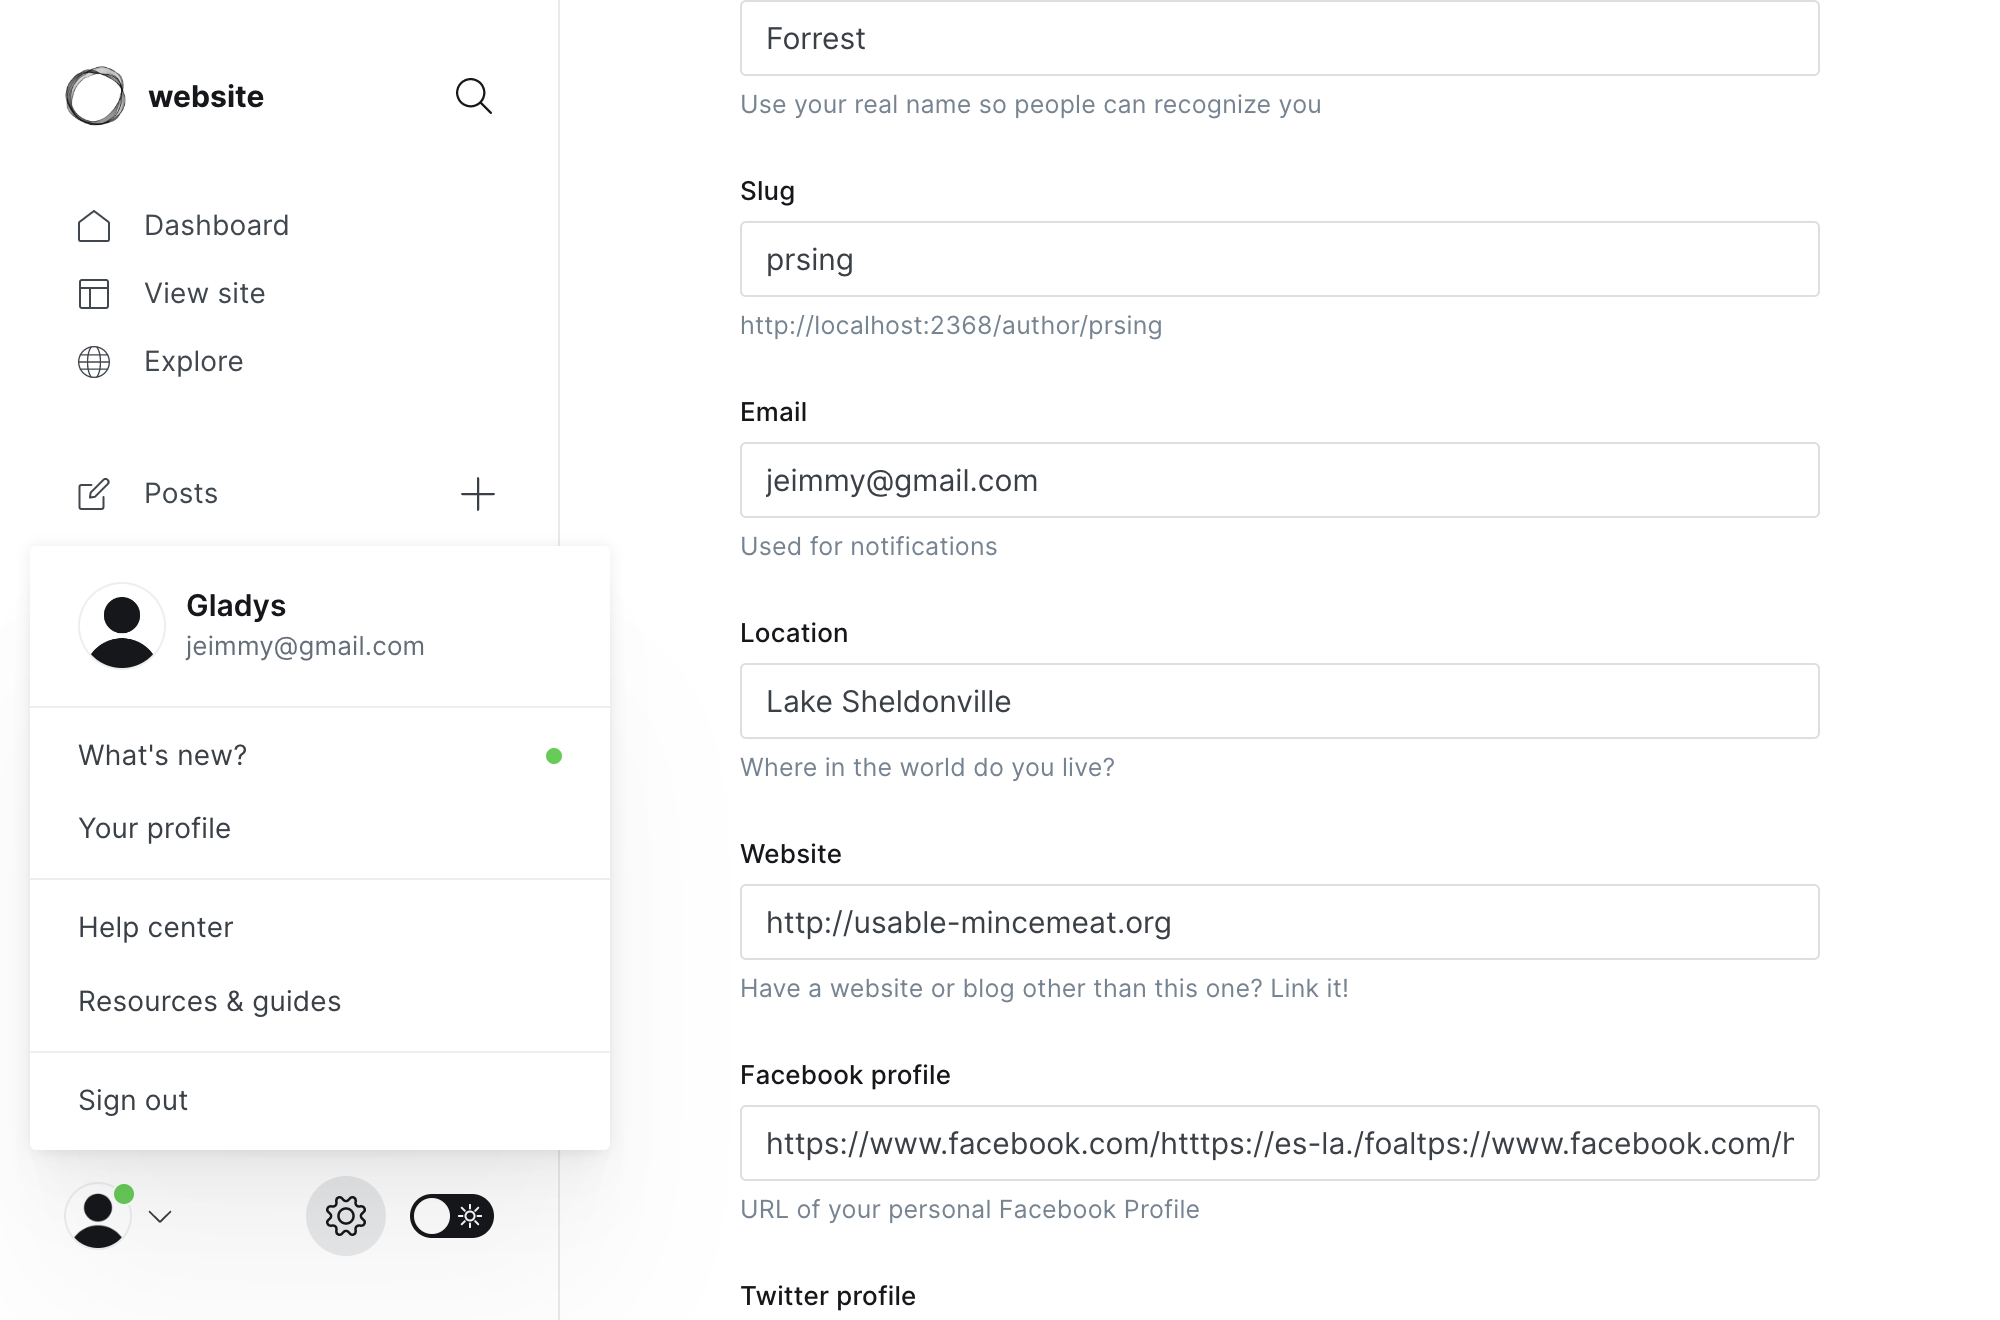 website
Dashboard
View site
Explore
Posts
Gladys
jeimmy@gmail.com
What's new?
Your profile
Help center
Resources & guides
Sign out
Forrest
Use your real name so people can recognize you
Slug
prsing
http://localhost:2368/author/prsing
Email
jeimmy@gmail.com
Used for notifications
Location
Lake Sheldonville
Where in the world do you live?
Website
http://usable-mincemeat.org
Have a website or blog other than this one? Link it!
Facebook profile
https://www.facebook.com/htttps://es-la./foaltps://www.facebook.com/h
URL of your personal Facebook Profile
Twitter profile